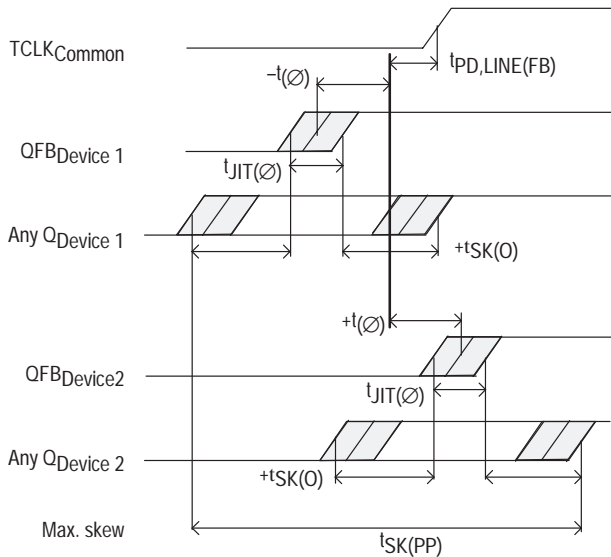 TCLKCommon
tPD,LINE(FB)
–t(∅)
QFBDevice 1
tJIT(∅)
Any QDevice 1
+tSK(O)
+t(∅)
QFBDevice2
tJIT(∅)
Any QDevice 2
+tSK(O)
Max. skew
tSK(PP)